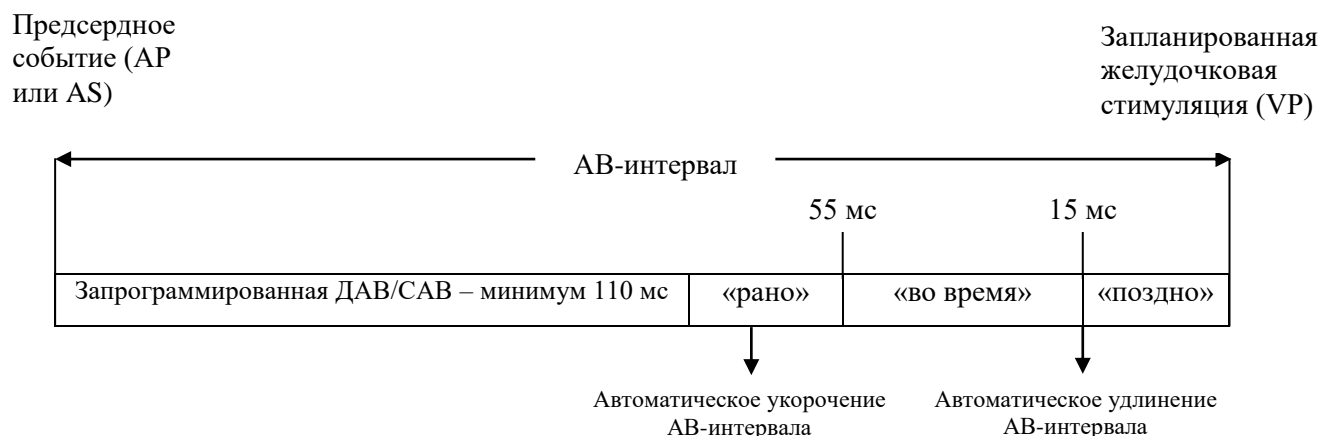 Предсердное
событие (АР
или AS)
Запланированная
желудочковая
стимуляция (VP)
АВ-интервал
55 мс
15 мс
Запрограммированная ДАВ/САВ – минимум 110 мс
«рано»
«во время»
«поздно»
Автоматическое укорочение
АВ-интервала
Автоматическое удлинение
АВ-интервала